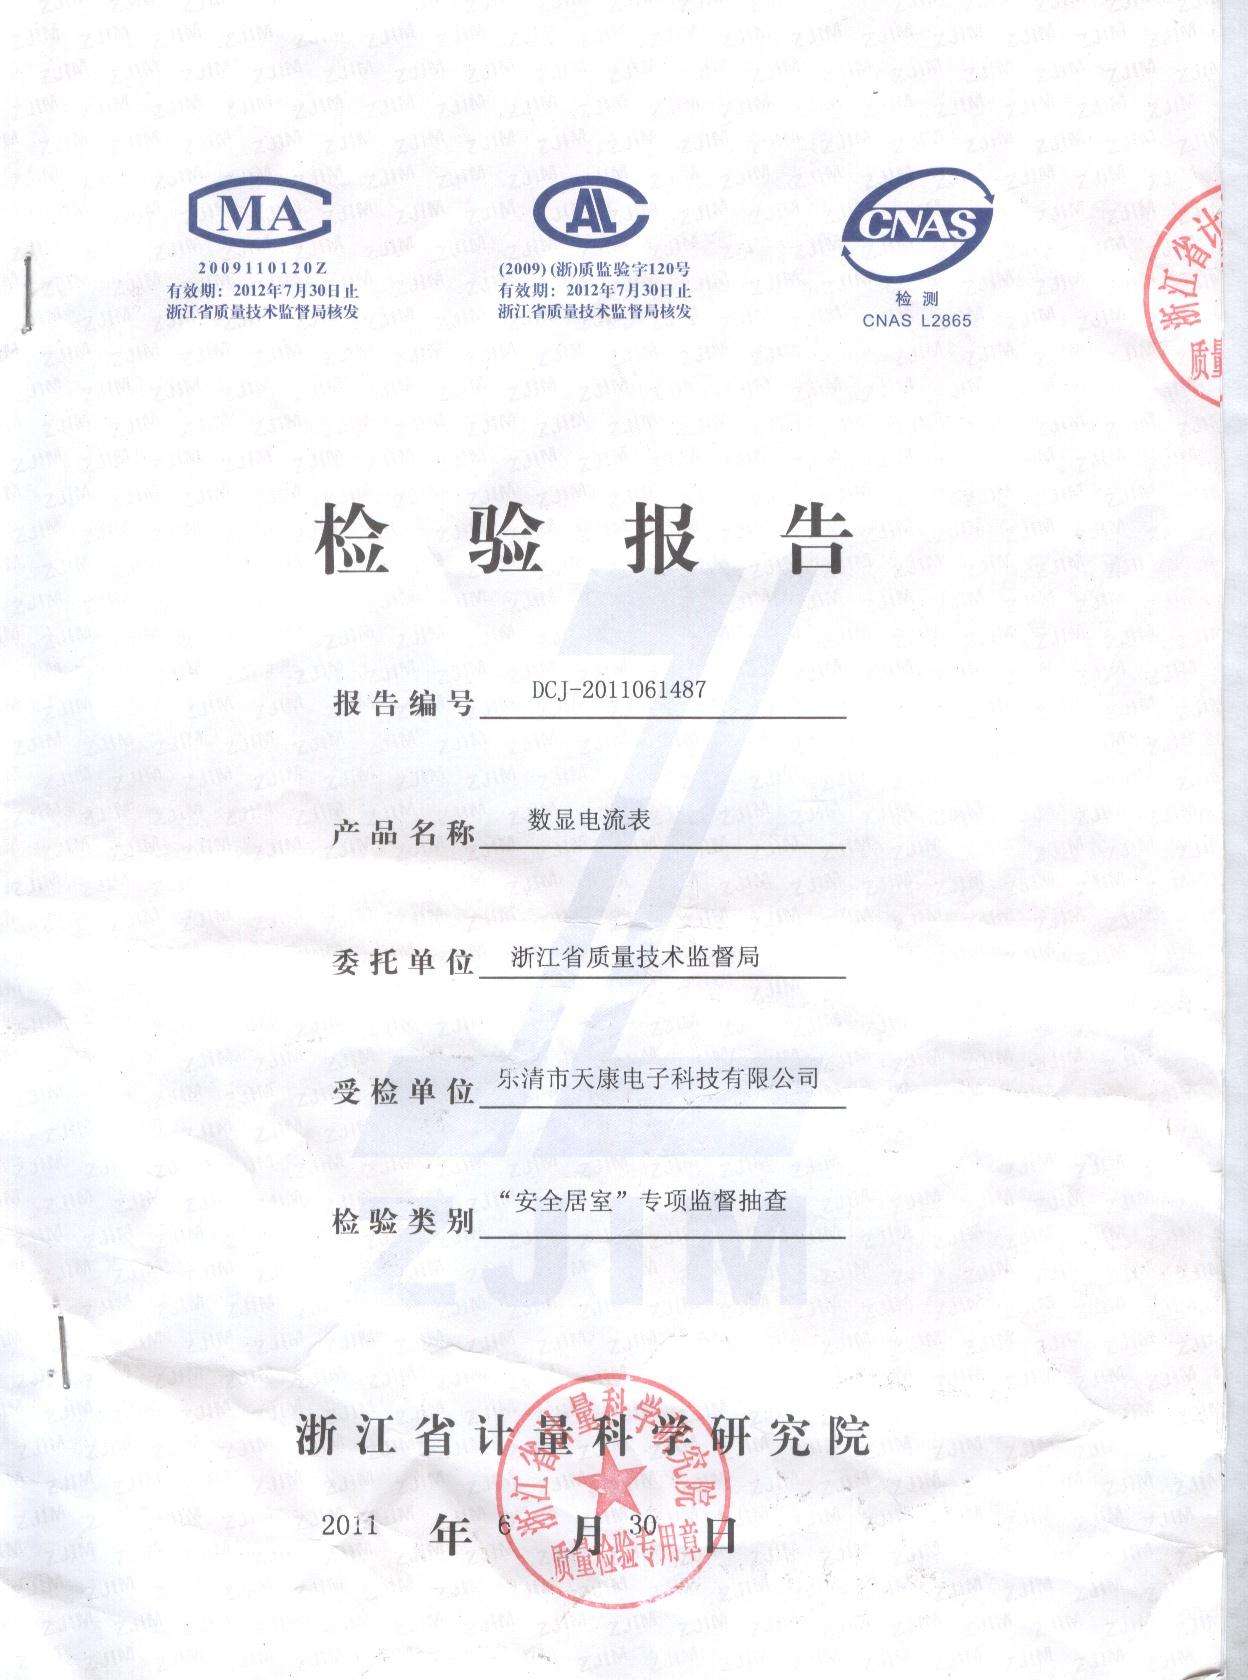 MA
2009110120Z
有效期：2012年7月30日止
浙江省质量技术监督局核发
CAL
(2009)(浙)质监验字120号
有效期：2012年7月30日止
浙江省质量技术监督局核发
CNAS
检 测
CNAS L2865
浙江省计
质量
检验报告
报告编号 DCJ-2011061487
产品名称 数显电流表
委托单位 浙江省质量技术监督局
受检单位 乐清市天康电子科技有限公司
检验类别 “安全居室”专项监督抽查
ZJIM
浙江省计量科学研究院
2011 年 6 月 30 日
浙江省计量科学研究院
质量检验专用章